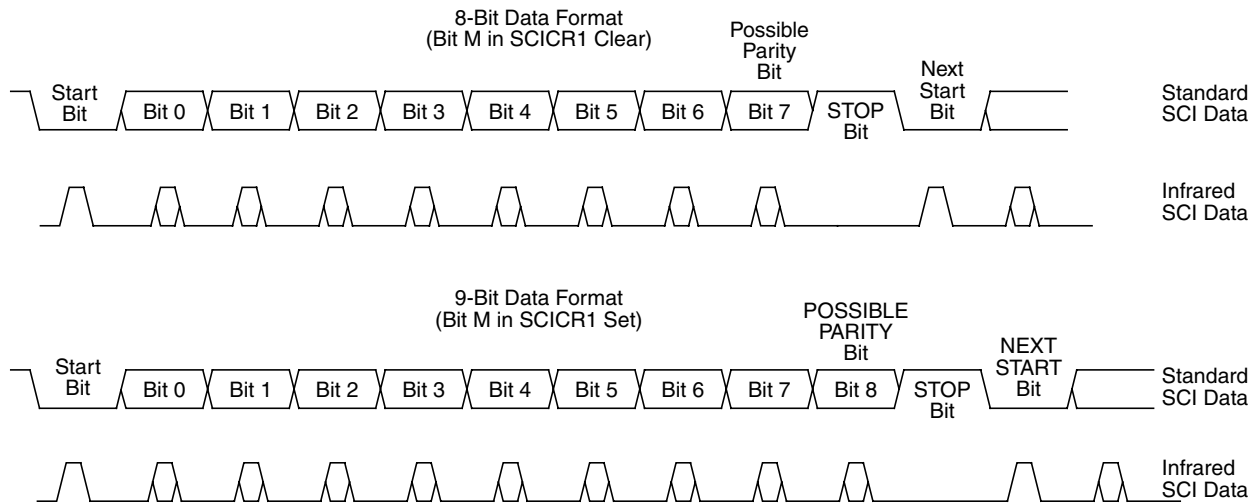 8-Bit Data Format
(Bit M in SCICR1 Clear)
Possible
Parity
Bit
Start
Bit
Bit 0
Bit 1
Bit 2
Bit 3
Bit 4
Bit 5
Bit 6
Bit 7
STOP
Bit
Next
Start
Bit
Standard
SCI Data
Infrared
SCI Data
9-Bit Data Format
(Bit M in SCICR1 Set)
POSSIBLE
PARITY
Bit
Start
Bit
Bit 0
Bit 1
Bit 2
Bit 3
Bit 4
Bit 5
Bit 6
Bit 7
Bit 8
STOP
Bit
NEXT
START
Bit
Standard
SCI Data
Infrared
SCI Data